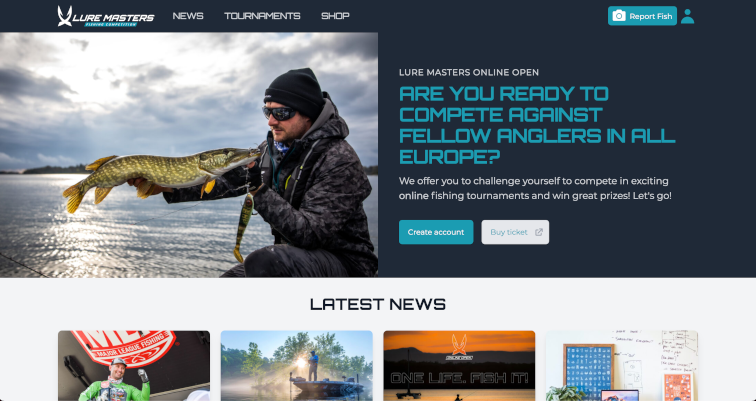 LURE MASTERS
FISHING COMPETITION
NEWS
TOURNAMENTS
SHOP
Report Fish
LURE MASTERS ONLINE OPEN
ARE YOU READY TO
COMPETE AGAINST
FELLOW ANGLERS IN ALL
EUROPE?
We offer you to challenge yourself to compete in exciting
online fishing tournaments and win great prizes! Let's go!
Create account
Buy ticket
LATEST NEWS
MAJOR LEAGUE FISHING
ONLINE OPEN
ONE LIFE, FISH IT!